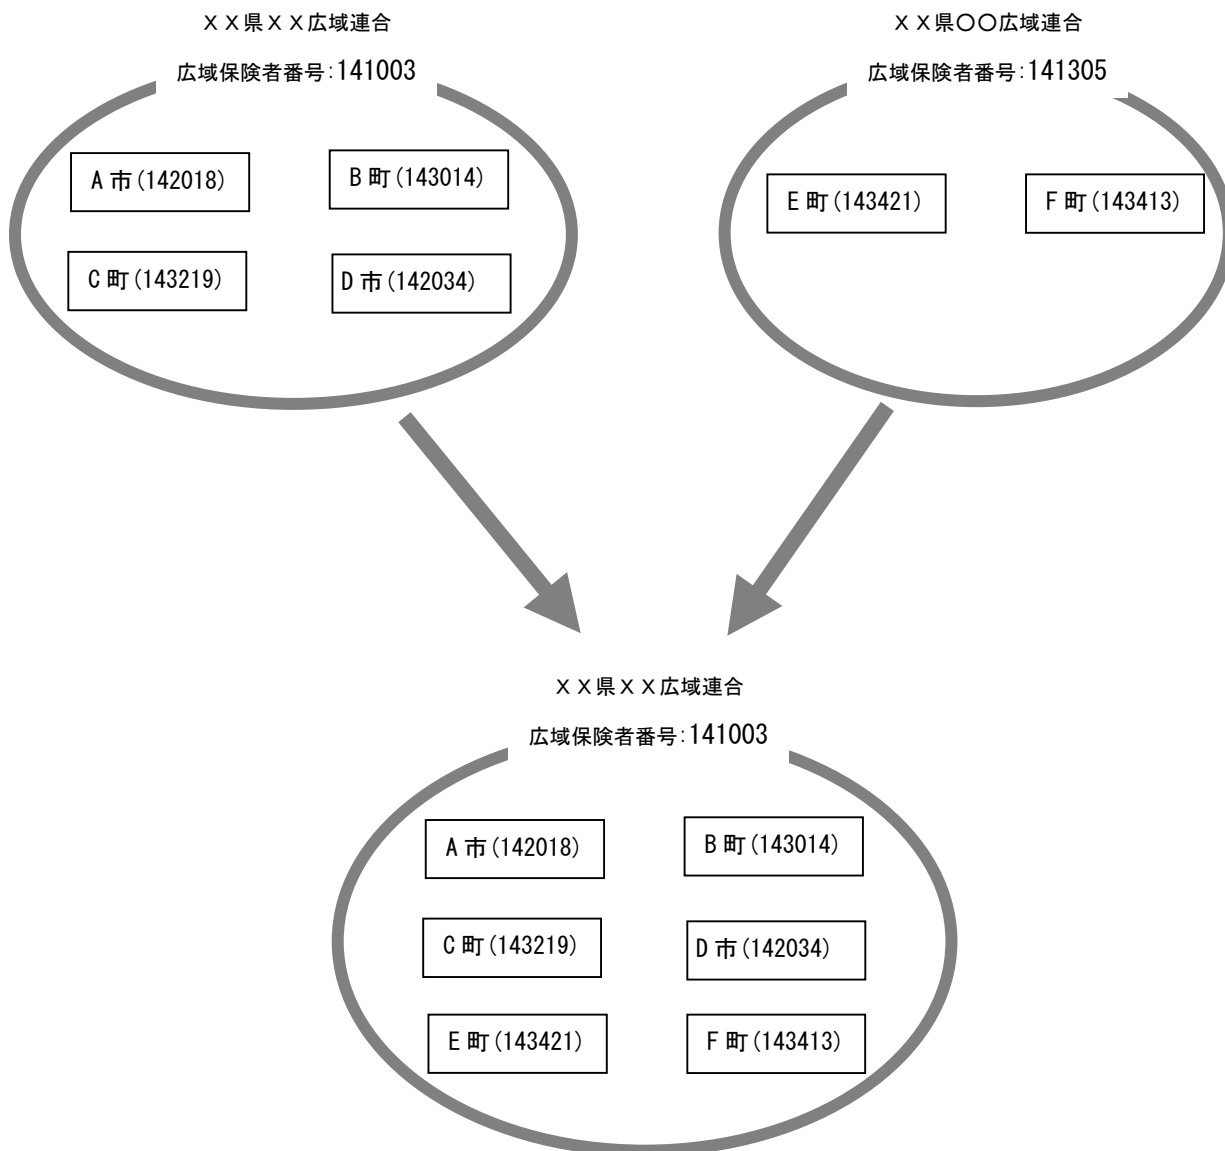 ＸＸ県ＸＸ広域連合
広域保険者番号:141003
A市(142018)
B町(143014)
C町(143219)
D市(142034)
ＸＸ県〇〇広域連合
広域保険者番号:141305
E町(143421)
F町(143413)
ＸＸ県ＸＸ広域連合
広域保険者番号:141003
A市(142018)
B町(143014)
C町(143219)
D市(142034)
E町(143421)
F町(143413)